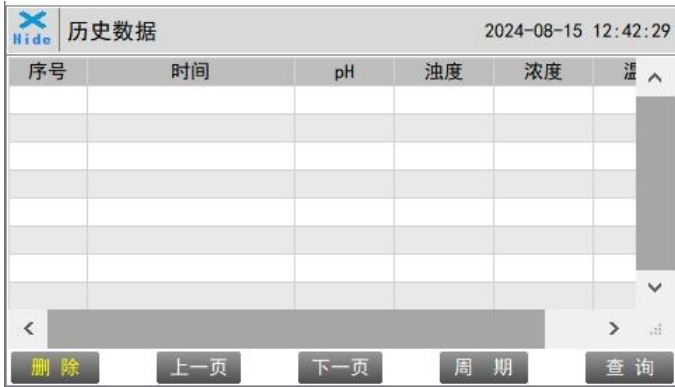 Hide 历史数据 2024-08-15 12:42:29
序号 时间 pH 浊度 浓度 温
删除 上一页 下一页 周期 查询